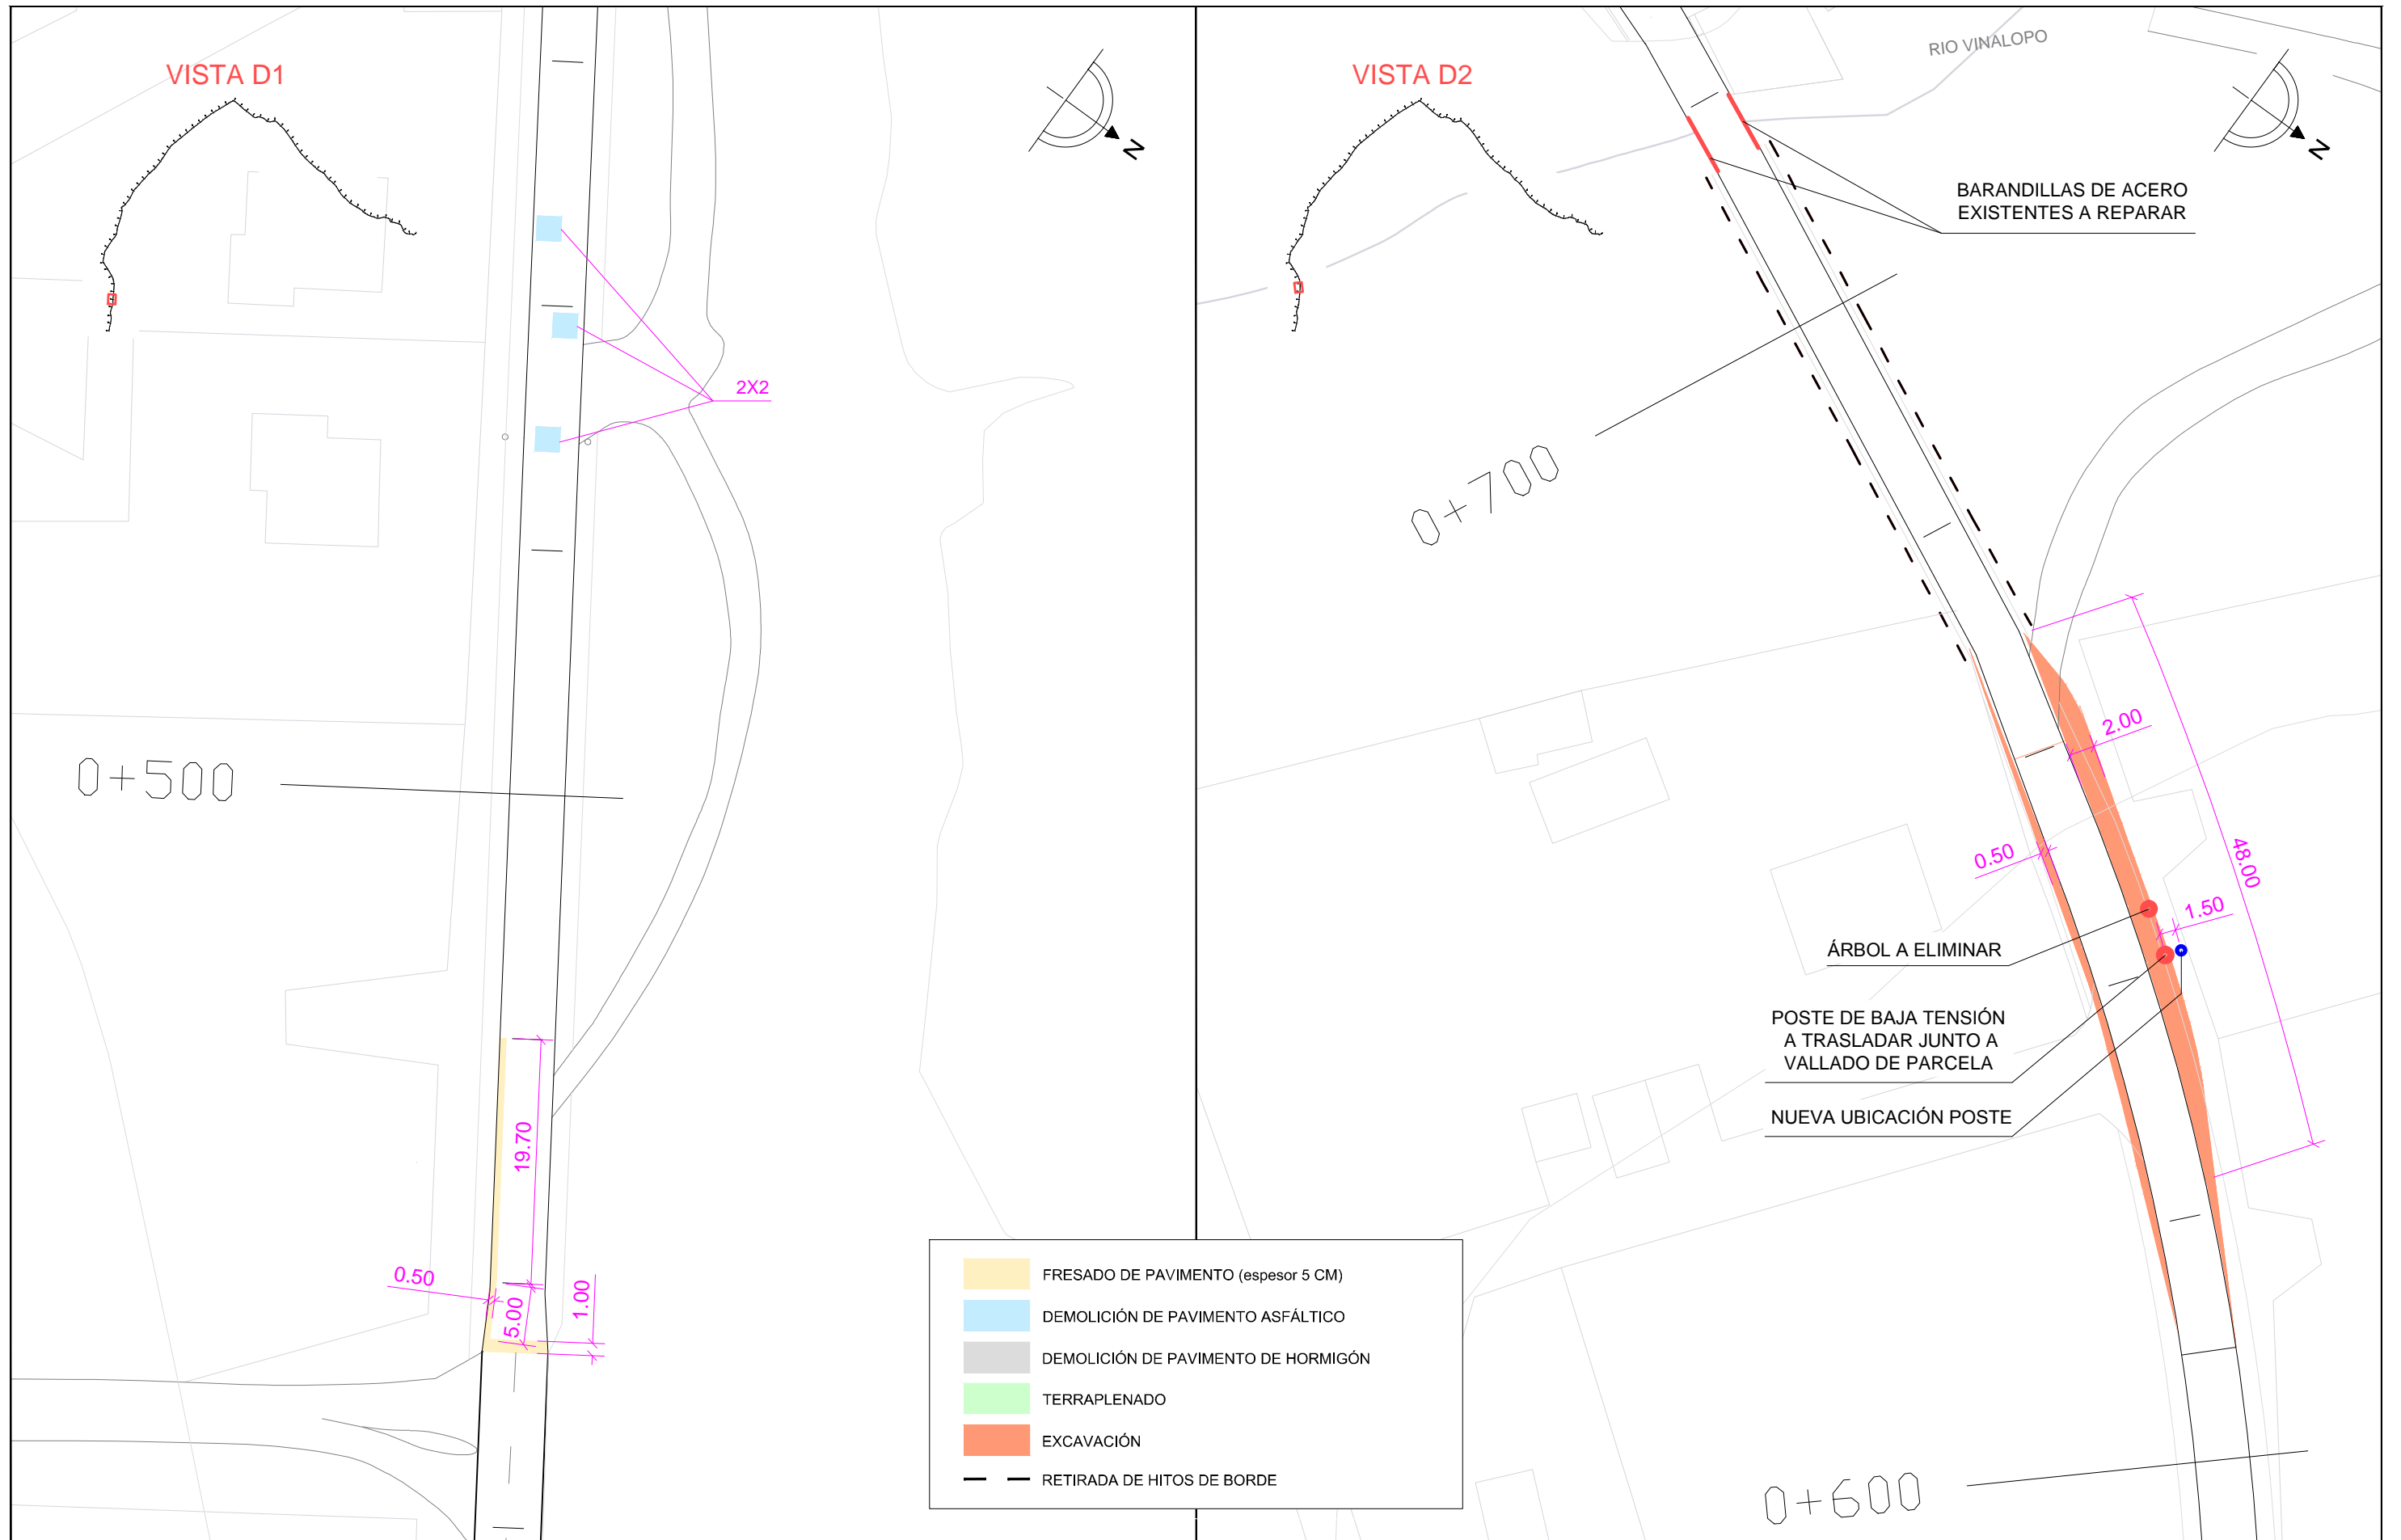 VISTA D1
N
2X2
0+500
19.70
0.50
5.00
1.00
VISTA D2
RIO VINALOPO
N
BARANDILLAS DE ACERO
EXISTENTES A REPARAR
0+700
2.00
48.00
0.50
1.50
ÁRBOL A ELIMINAR
POSTE DE BAJA TENSIÓN
A TRASLADAR JUNTO A
VALLADO DE PARCELA
NUEVA UBICACIÓN POSTE
0+600
FRESADO DE PAVIMENTO (espesor 5 CM)
DEMOLICIÓN DE PAVIMENTO ASFÁLTICO
DEMOLICIÓN DE PAVIMENTO DE HORMIGÓN
TERRAPLENADO
EXCAVACIÓN
RETIRADA DE HITOS DE BORDE